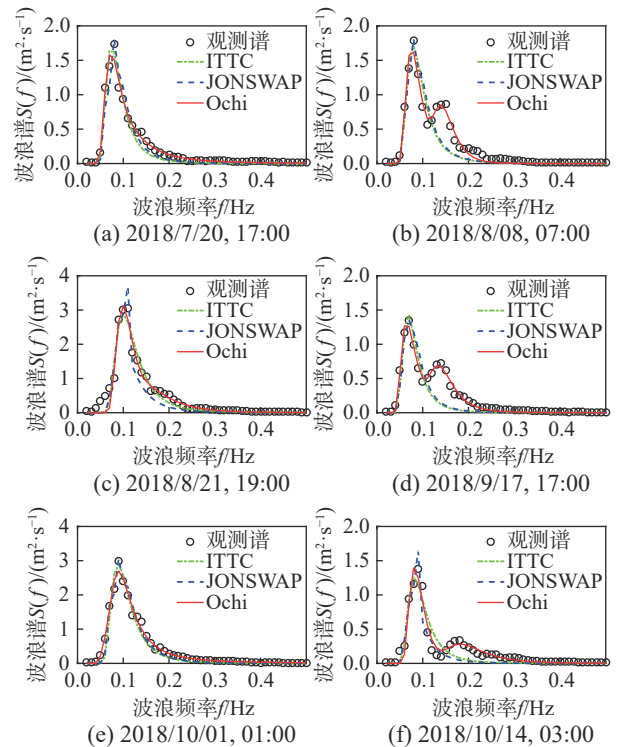 波浪谱S(f)/(m²·s⁻¹)
2.0
1.5
1.0
0.5
0.0
观测谱
ITTC
JONSWAP
Ochi
0.0 0.1 0.2 0.4
波浪频率f/Hz
(a) 2018/7/20, 17:00
波浪谱S(f)/(m²·s⁻¹)
2.0
1.5
1.0
0.5
0.0
观测谱
ITTC
JONSWAP
Ochi
0.0 0.1 0.2 0.4
波浪频率f/Hz
(b) 2018/8/08, 07:00
波浪谱S(f)/(m²·s⁻¹)
4
3
2
1
0
观测谱
ITTC
JONSWAP
Ochi
0.0 0.1 0.2 0.4
波浪频率f/Hz
(c) 2018/8/21, 19:00
波浪谱S(f)/(m²·s⁻¹)
2.0
1.5
1.0
0.5
0.0
观测谱
ITTC
JONSWAP
Ochi
0.0 0.1 0.2 0.4
波浪频率f/Hz
(d) 2018/9/17, 17:00
波浪谱S(f)/(m²·s⁻¹)
4
3
2
1
0
观测谱
ITTC
JONSWAP
Ochi
0.0 0.1 0.2 0.4
波浪频率f/Hz
(e) 2018/10/01, 01:00
波浪谱S(f)/(m²·s⁻¹)
2.0
1.5
1.0
0.5
0.0
观测谱
ITTC
JONSWAP
Ochi
0.0 0.1 0.2 0.4
波浪频率f/Hz
(f) 2018/10/14, 03:00